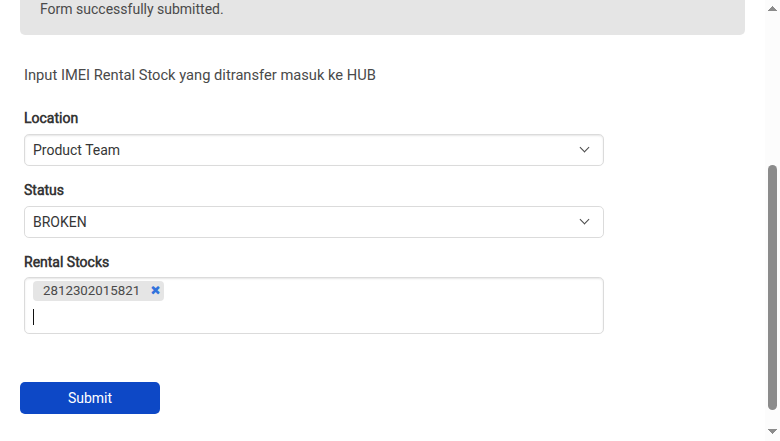 Form successfully submitted.
Input IMEI Rental Stock yang ditransfer masuk ke HUB
Location
Product Team
Status
BROKEN
Rental Stocks
2812302015821 ✖
Submit